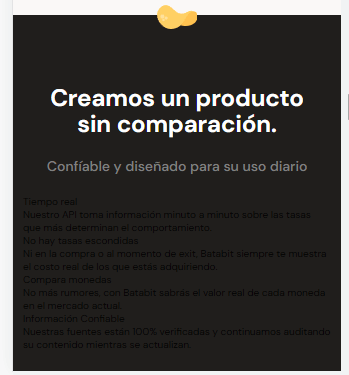 Creamos un producto
sin comparación.
Confíable y diseñado para su uso diario
Tiempo real
Nuestro API toma información minuto a minuto sobre las tasas
que más determinan el comportamiento.
No hay tasas escondidas
Ni en la compra o al momento de exit, Batabit siempre te muestra
el costo real de los que estás adquiriendo.
Compara monedas
No más rumores, con Batabit sabrás el valor real de cada moneda
en el mercado actual.
Información Confiable
Nuestras fuentes están 100% verificadas y continuamos auditando
su contenido mientras se actualizan.